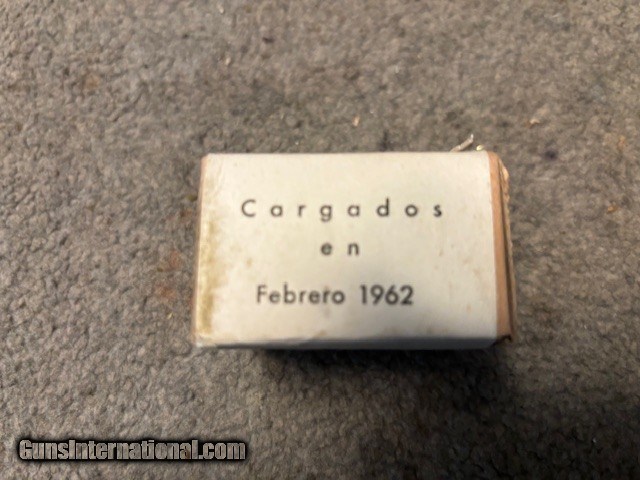 Cargados
en
Febrero 1962
GunsInternational.com